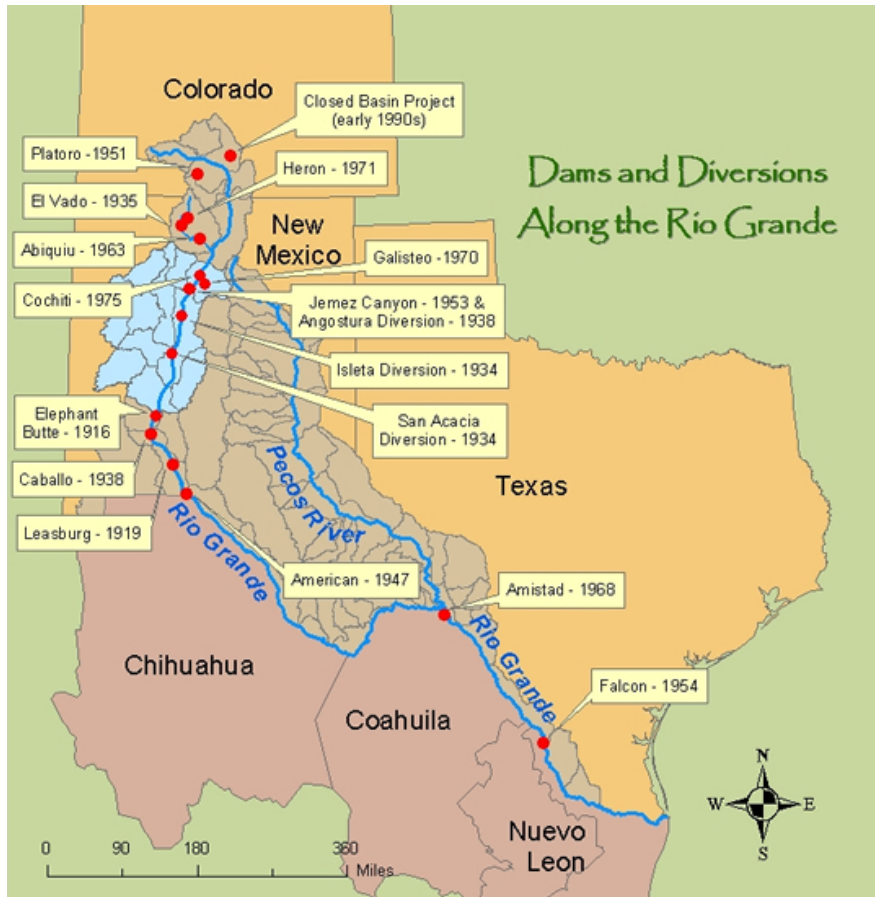 Colorado
Closed Basin Project
(early 1990s)
Platoro - 1951
Heron - 1971
Dams and Diversions
Along the Rio Grande
El Vado - 1935
New
Mexico
Abiquiu - 1963
Galisteo - 1970
Cochiti - 1975
Jemez Canyon - 1953 &
Angostura Diversion - 1938
Isleta Diversion - 1934
Elephant
Butte - 1916
San Acacia
Diversion - 1934
Caballo - 1938
Pecos River
Texas
Leasburg - 1919
Rio Grande
American - 1947
Amistad - 1968
Rio Grande
Chihuahua
Falcon - 1954
Coahuila
N
W
E
S
Nuevo
Leon
0 90 180 360
Miles